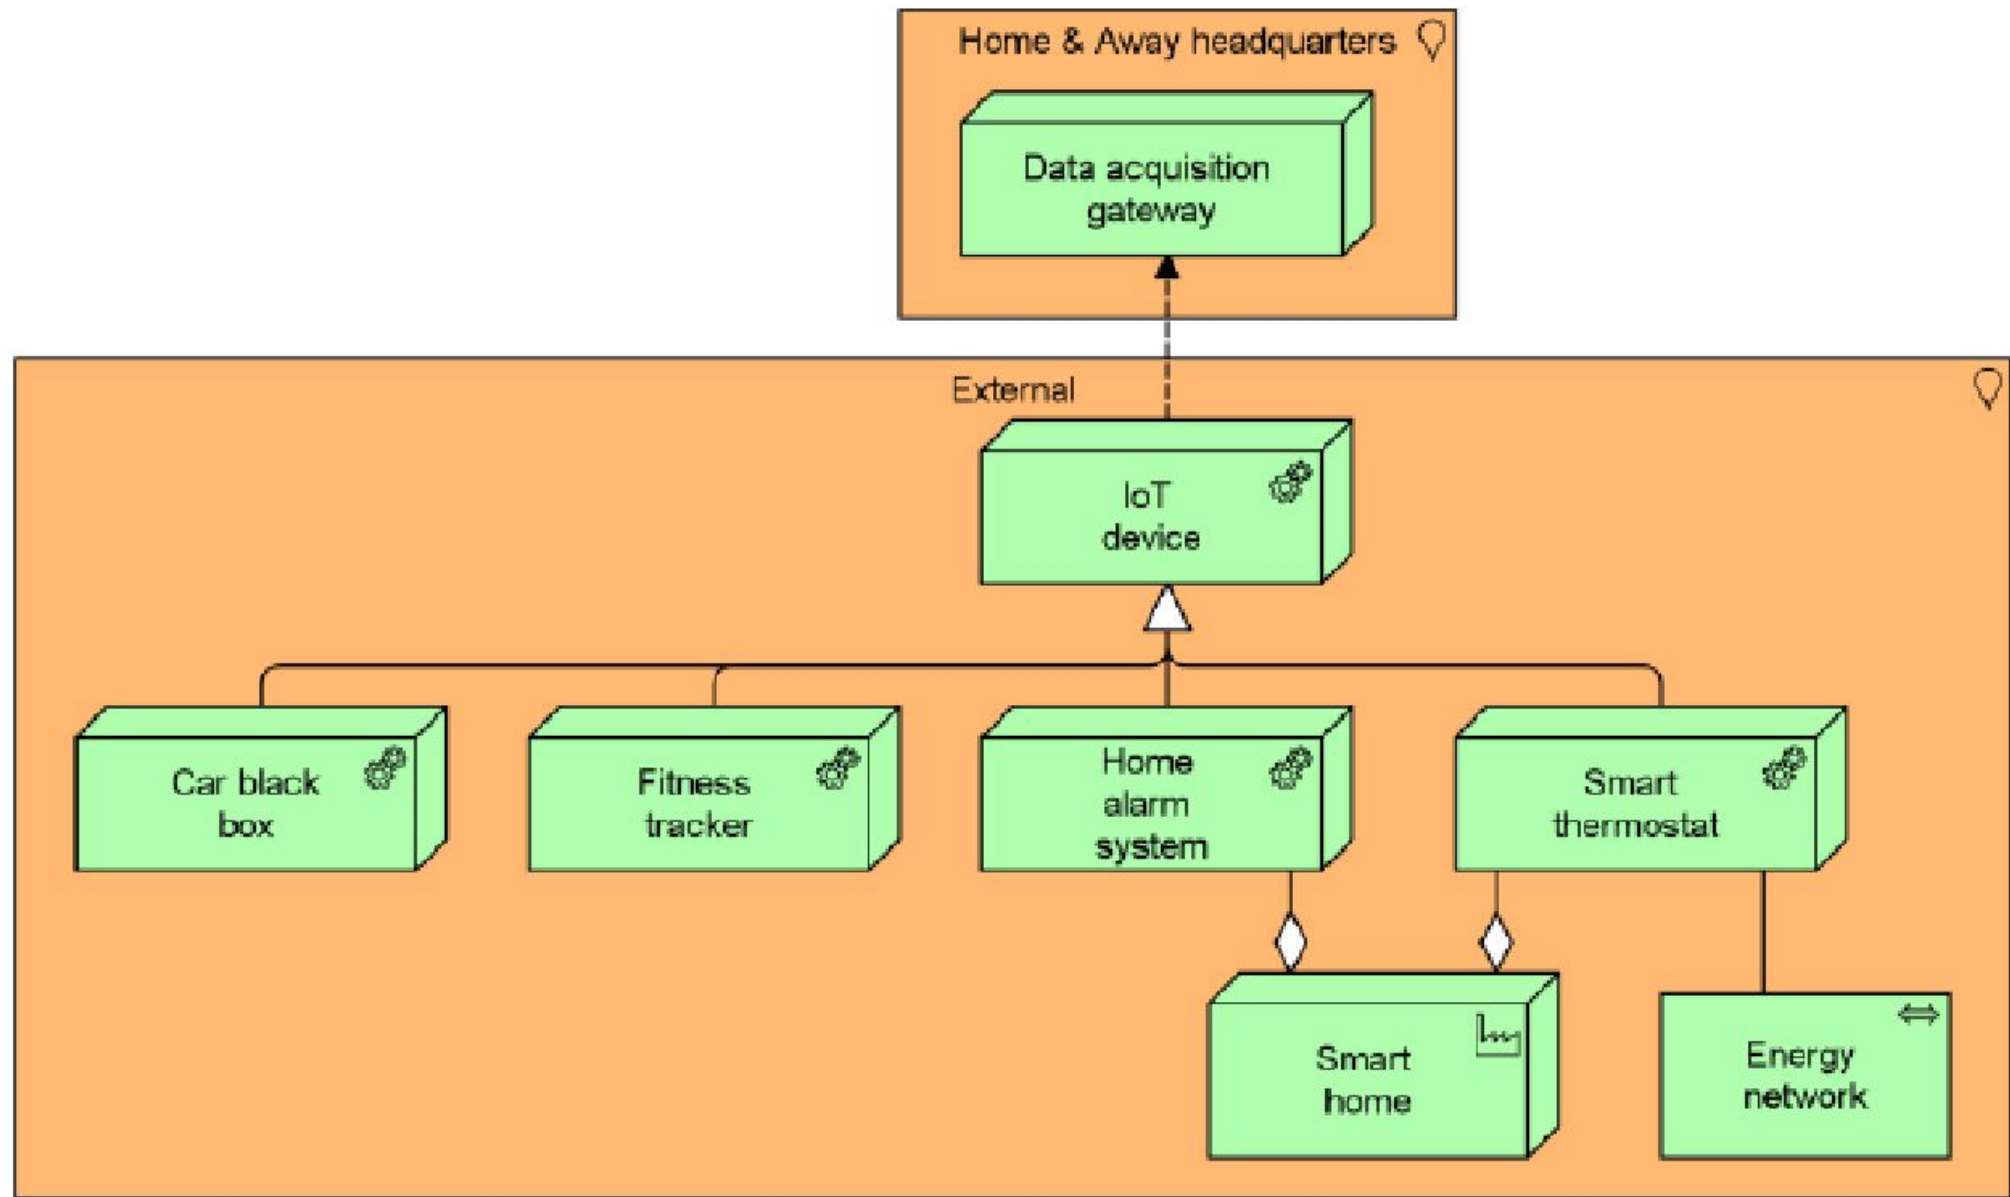 Home & Away headquarters
Data acquisition
gateway
External
IoT
device
Car black
box
Fitness
tracker
Home
alarm
system
Smart
thermostat
Smart
home
Energy
network